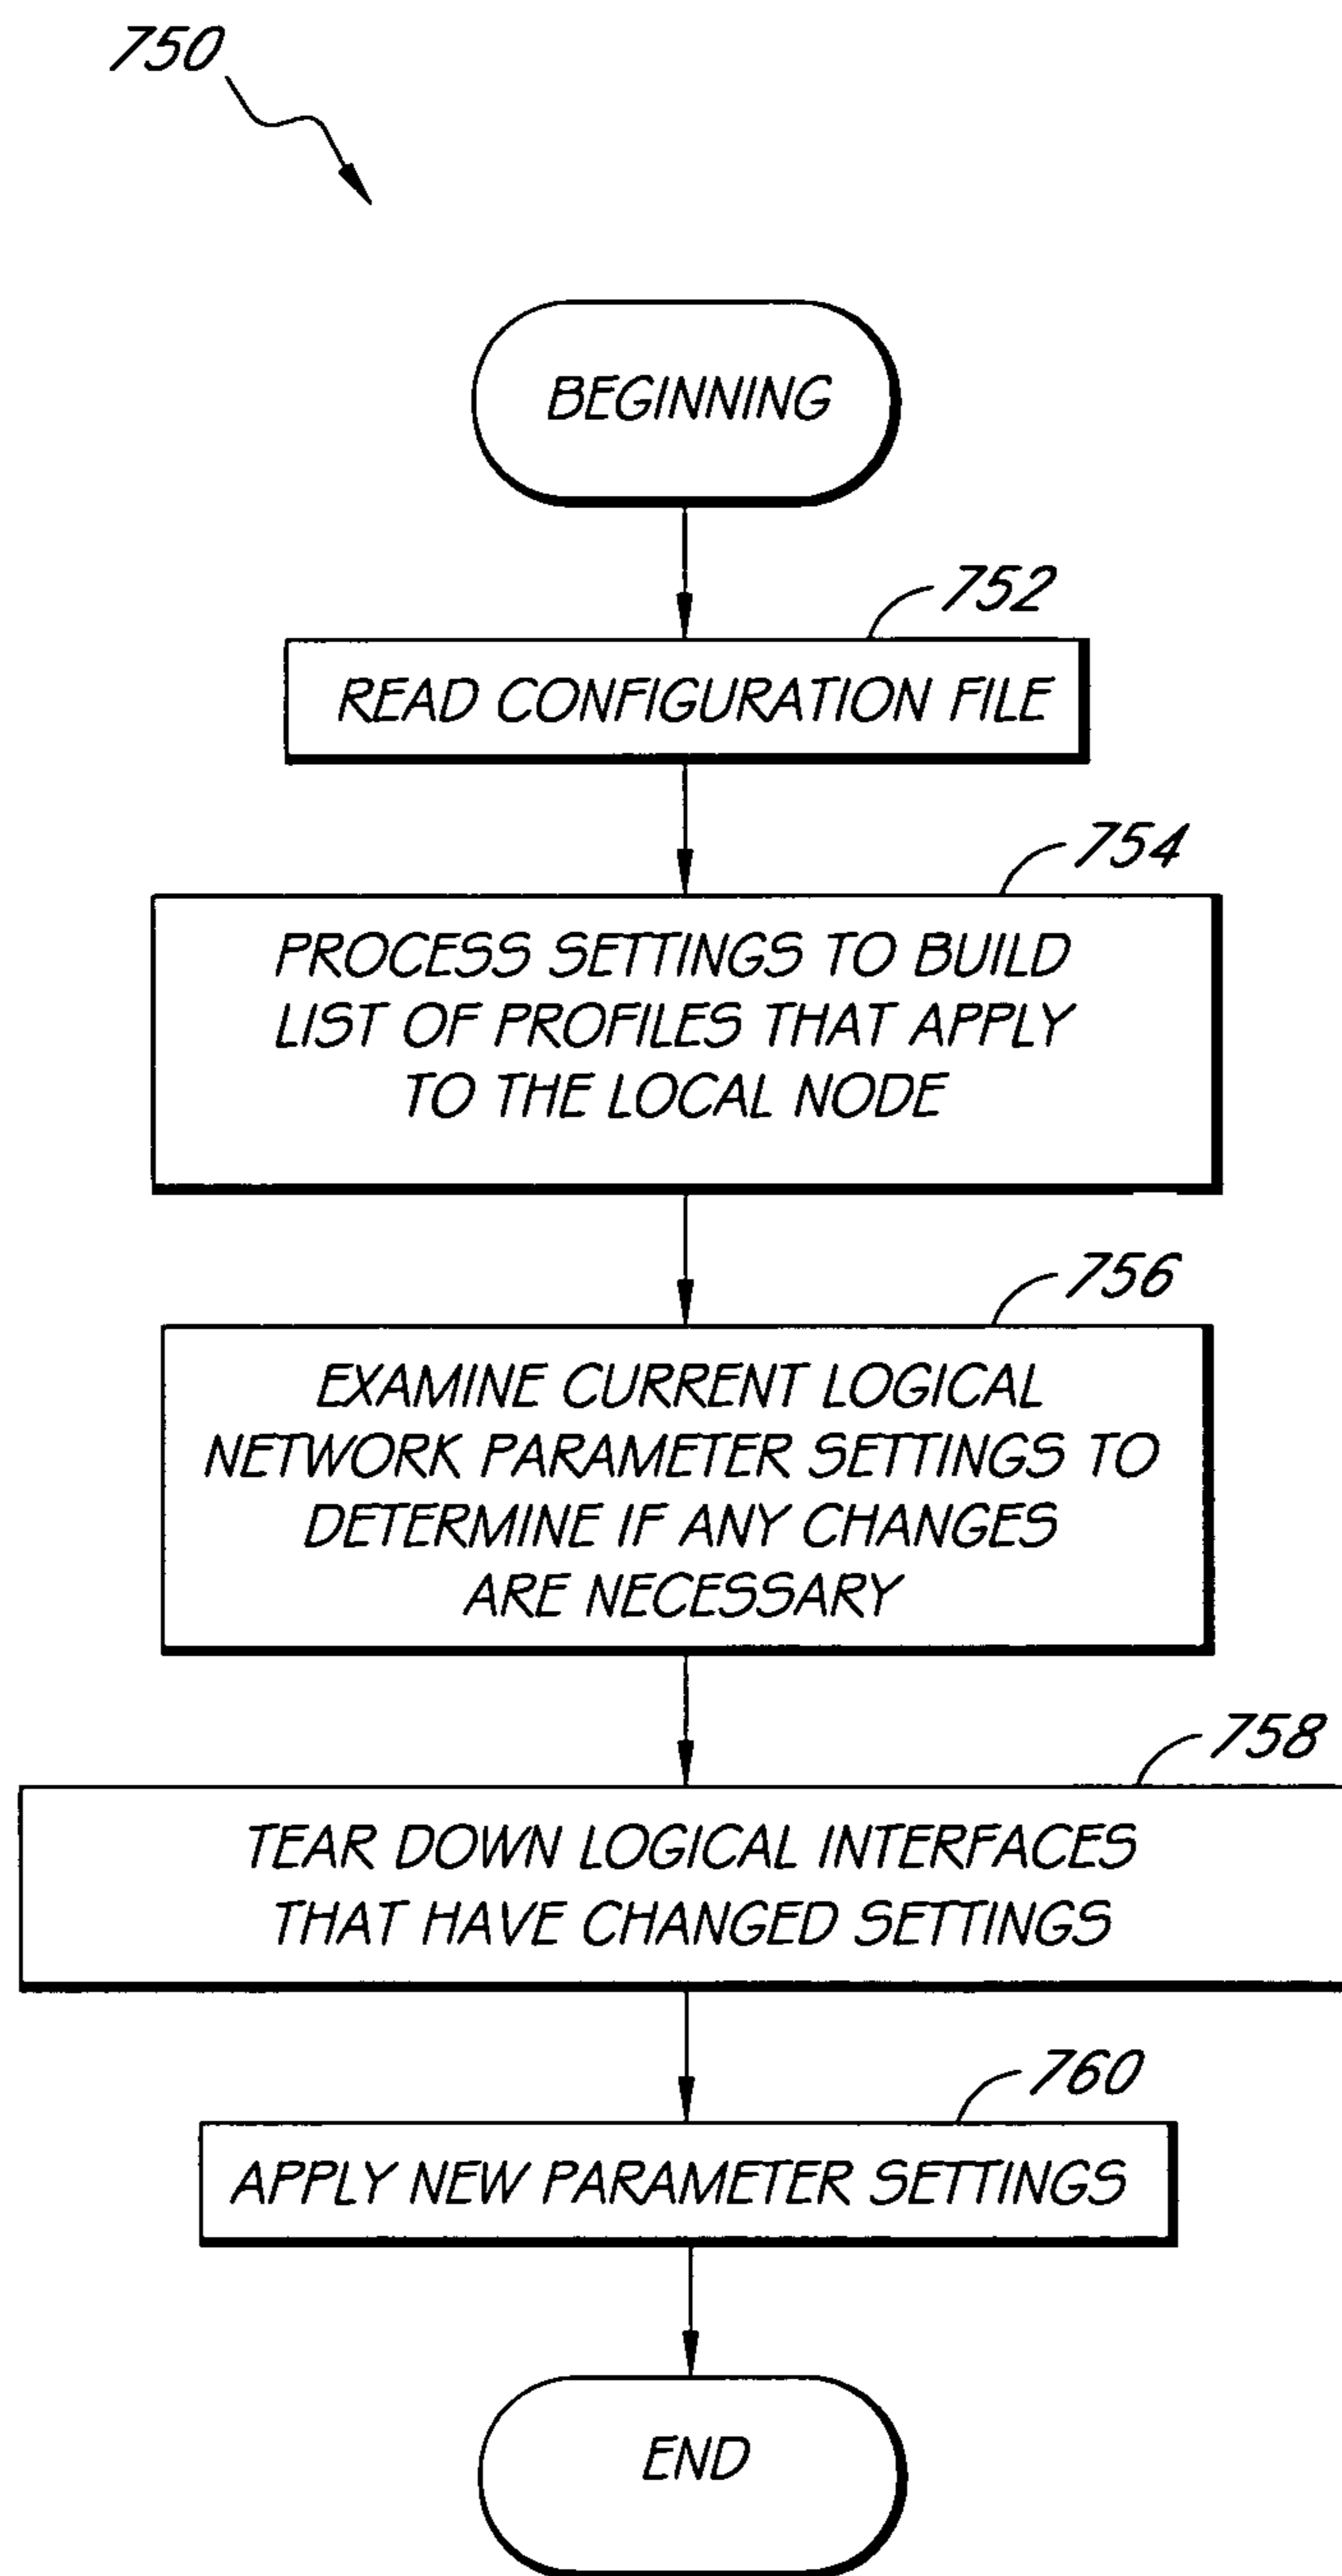 750
BEGINNING
752
READ CONFIGURATION FILE
754
PROCESS SETTINGS TO BUILD
LIST OF PROFILES THAT APPLY
TO THE LOCAL NODE
756
EXAMINE CURRENT LOGICAL
NETWORK PARAMETER SETTINGS TO
DETERMINE IF ANY CHANGES
ARE NECESSARY
758
TEAR DOWN LOGICAL INTERFACES
THAT HAVE CHANGED SETTINGS
760
APPLY NEW PARAMETER SETTINGS
END